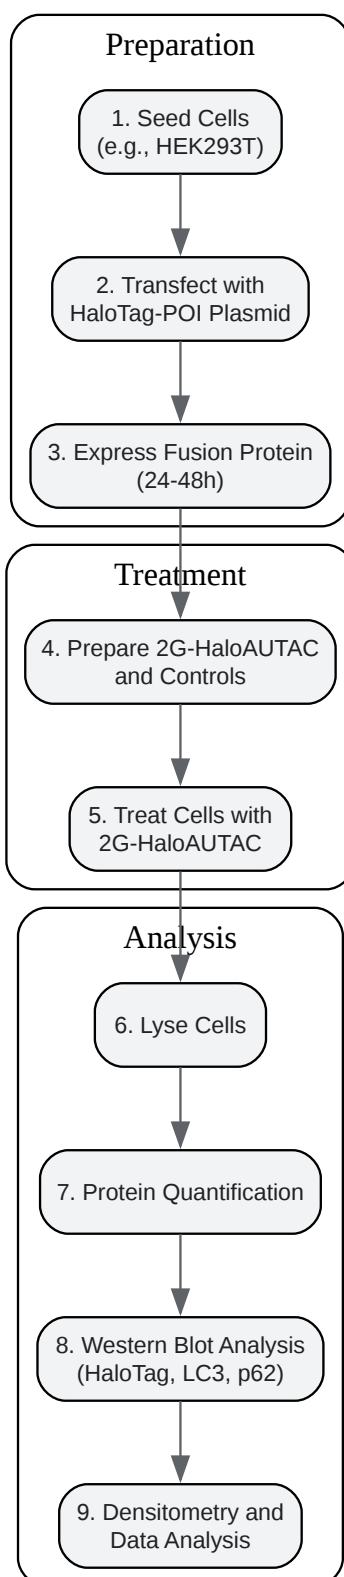 Preparation
1. Seed Cells
(e.g., HEK293T)
2. Transfect with
HaloTag-POI Plasmid
3. Express Fusion Protein
(24-48h)
Treatment
4. Prepare 2G-HaloAUTAC
and Controls
5. Treat Cells with
2G-HaloAUTAC
Analysis
6. Lyse Cells
7. Protein Quantification
8. Western Blot Analysis
(HaloTag, LC3, p62)
9. Densitometry and
Data Analysis